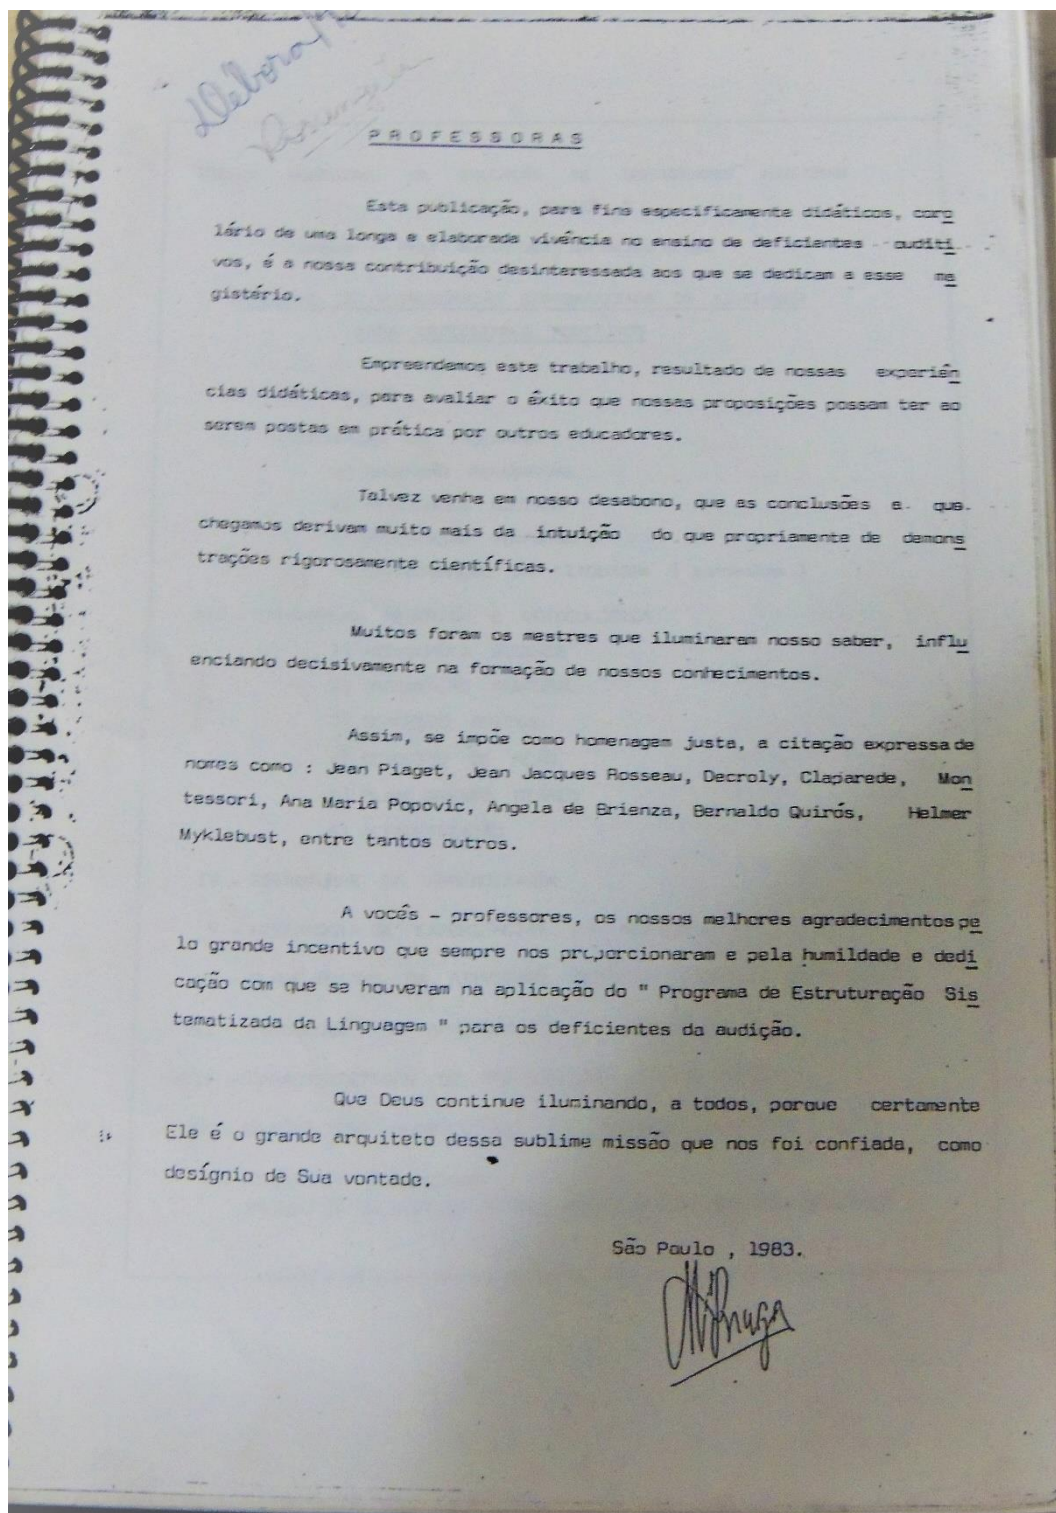 Débora
PROFESSORAS
Esta publicação, para fins especificamente didáticos, coro
lário de uma longa e elaborada vivência no ensino de deficientes auditi
vos, é a nossa contribuição desinteressada aos que se dedicam a esse ma
gistério.
Empreendemos este trabalho, resultado de nossas experiên
cias didáticas, para avaliar o êxito que nossas proposições possam ter ao
serem postas em prática por outros educadores.
Talvez venha em nosso desabono, que as conclusões a que
chegamos derivam muito mais da intuição do que propriamente de demons
trações rigorosamente científicas.
Muitos foram os mestres que iluminaram nosso saber, influ
enciando decisivamente na formação de nossos conhecimentos.
Assim, se impõe como homenagem justa, a citação expressa de
nomes como : Jean Piaget, Jean Jacques Rosseau, Decroly, Claparede, Mon
tessori, Ana Maria Popovic, Angela de Brienza, Bernaldo Quirós, Helmer
Myklebust, entre tantos outros.
A vocês - professores, os nossos melhores agradecimentos pe
lo grande incentivo que sempre nos proporcionaram e pela humildade e dedi
cação com que se houveram na aplicação do " Programa de Estruturação Sis
tematizada da Linguagem " para os deficientes da audição.
Que Deus continue iluminando, a todos, porque certamente
Ele é o grande arquiteto dessa sublime missão que nos foi confiada, como
desígnio de Sua vontade.
São Paulo , 1983.